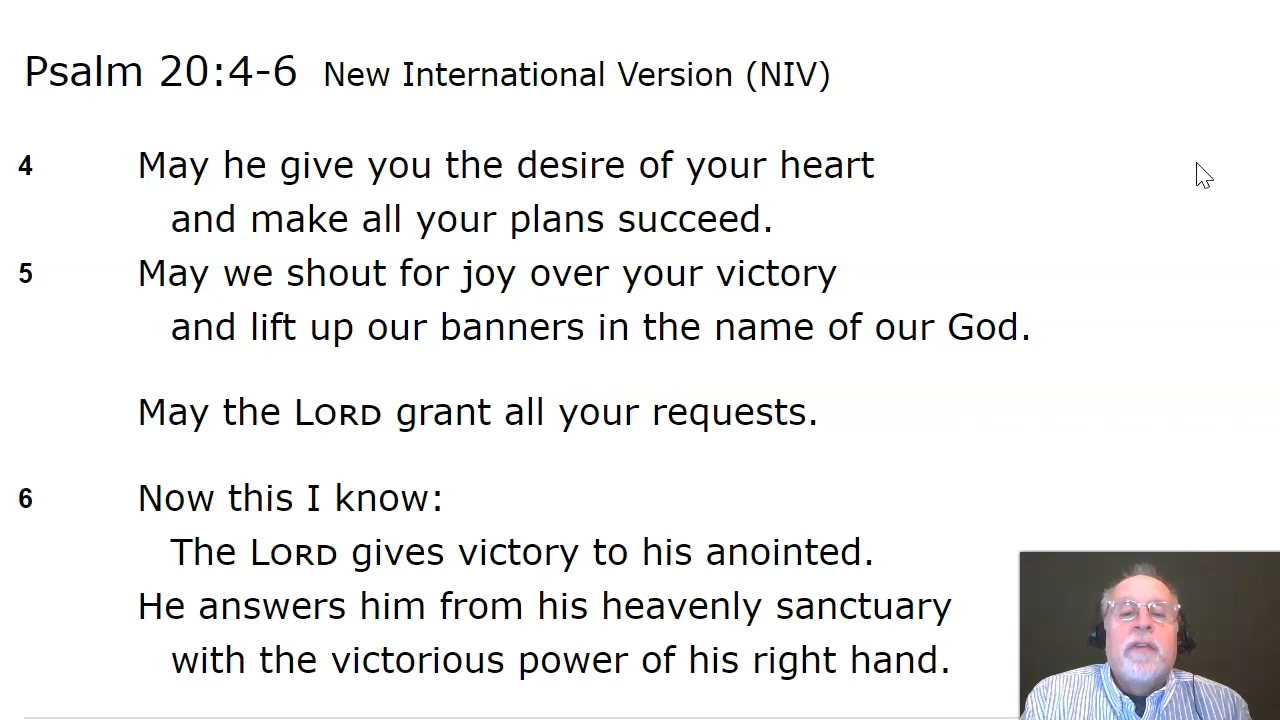 Psalm 20:4-6 New International Version (NIV)
4 May he give you the desire of your heart
and make all your plans succeed.
5 May we shout for joy over your victory
and lift up our banners in the name of our God.
May the LORD grant all your requests.
6 Now this I know:
The LORD gives victory to his anointed.
He answers him from his heavenly sanctuary
with the victorious power of his right hand.